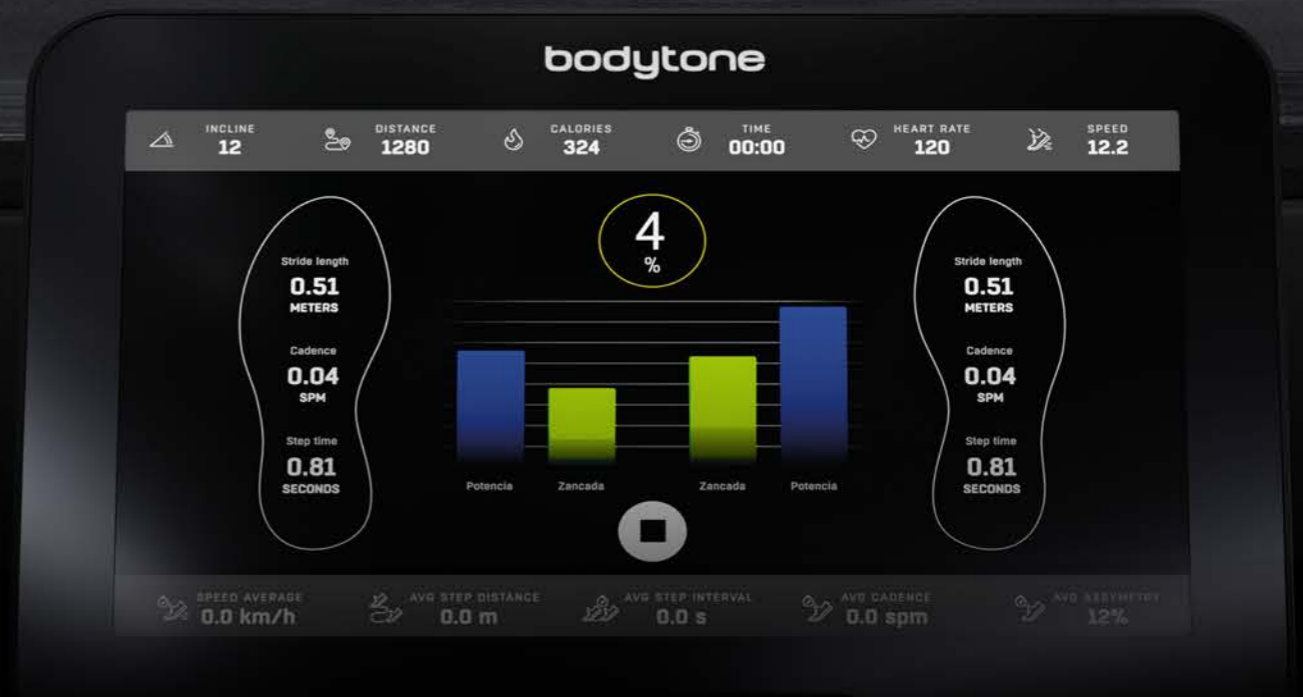 bodytone
INCLINE
12
DISTANCE
1280
CALORIES
324
TIME
00:00
HEART RATE
120
SPEED
12.2
4
%
Stride length
0.51
METERS
Cadence
0.04
SPM
Step time
0.81
SECONDS
Potencia
Zancada
Zancada
Potencia
Stride length
0.51
METERS
Cadence
0.04
SPM
Step time
0.81
SECONDS
SPEED AVERAGE
0.0 km/h
AVG STEP DISTANCE
0.0 m
AVG STEP INTERVAL
0.0 s
AVG CADENCE
0.0 spm
AVG ASSYMETRY
12%